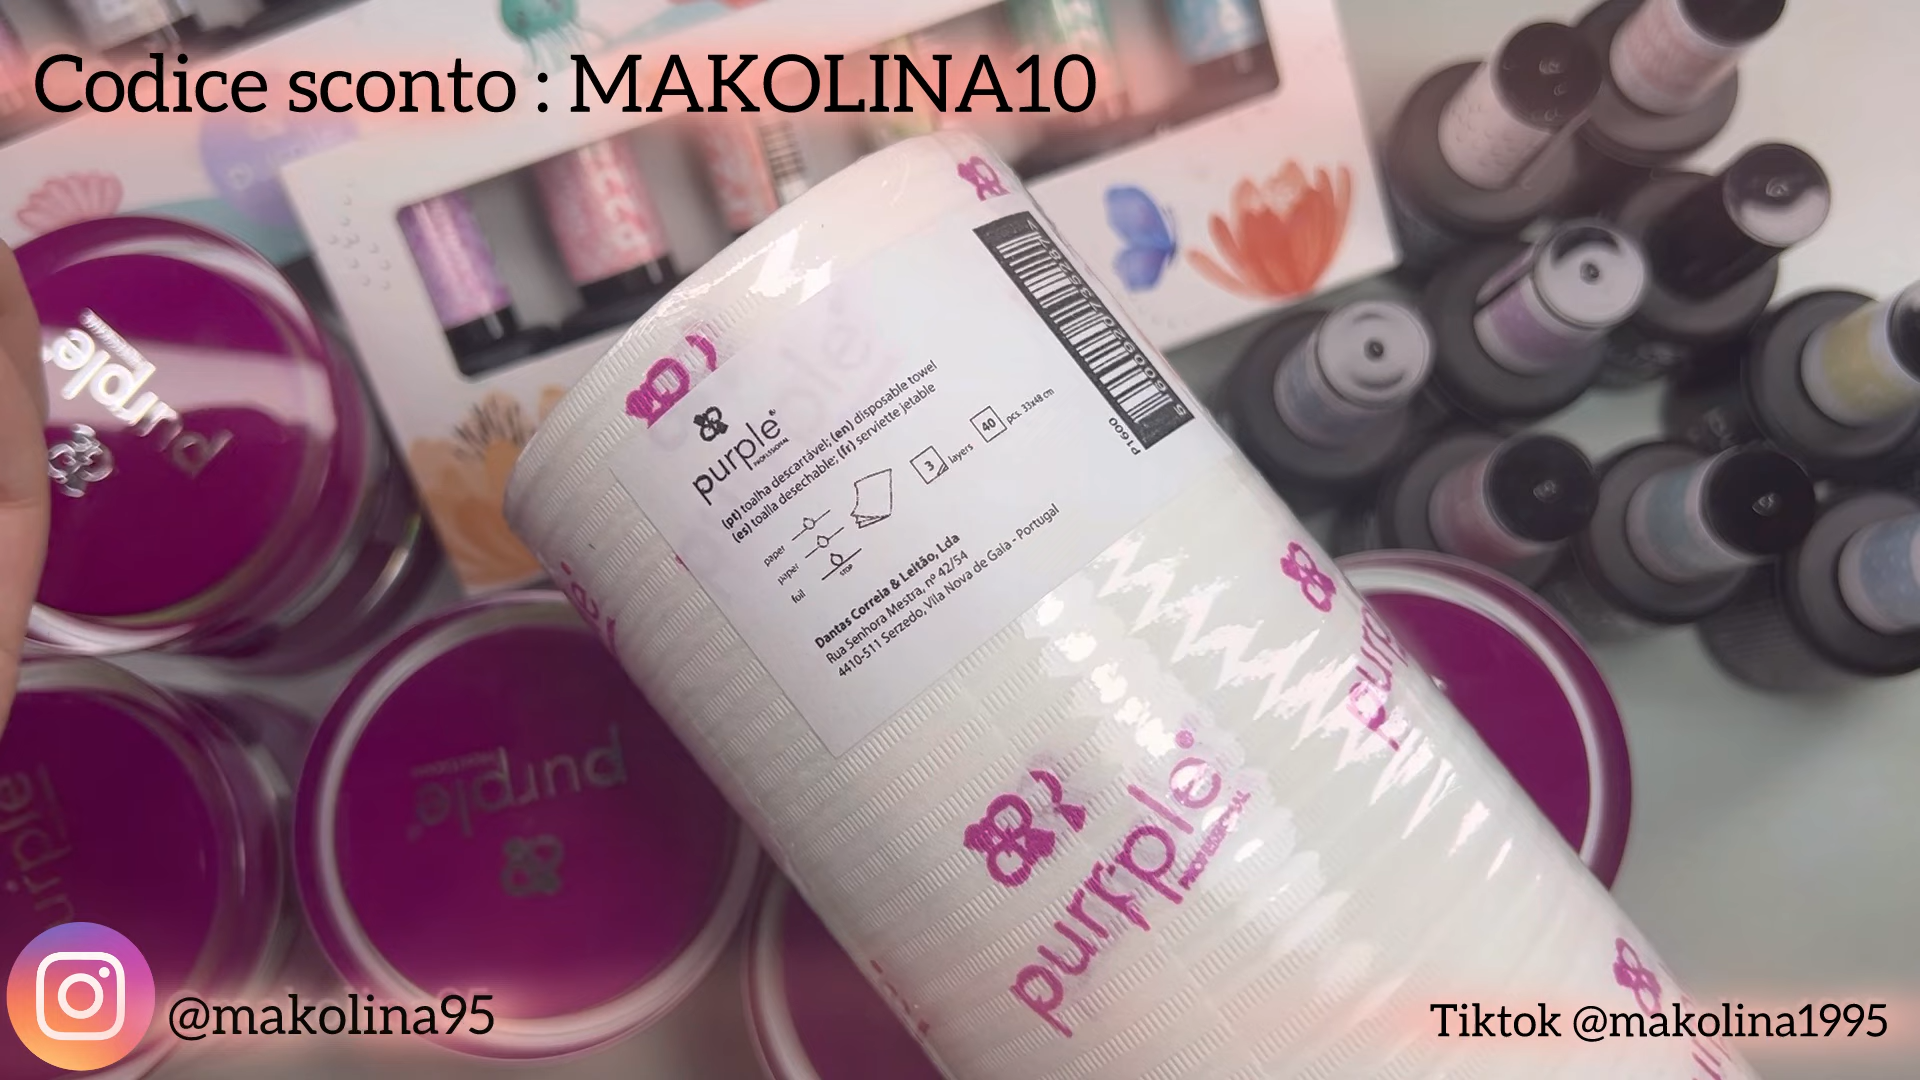 Codice sconto : MAKOLINA10
purple
purple®
PROFESSIONAL
(pt) toalha descartável; (en) disposable towel
(es) toalla desechable; (fr) serviette jetable
paper
paper
foil
STOP
3 layers
40 pcs. 33x48 cm
P1600
Dantas Correia & Leitão, Lda
Rua Senhora Mestra, nº 42/54
4410-511 Serzedo, Vila Nova de Gaia - Portugal
purple®
purple®
PROFESSIONAL
@makolina95
Tiktok @makolina1995